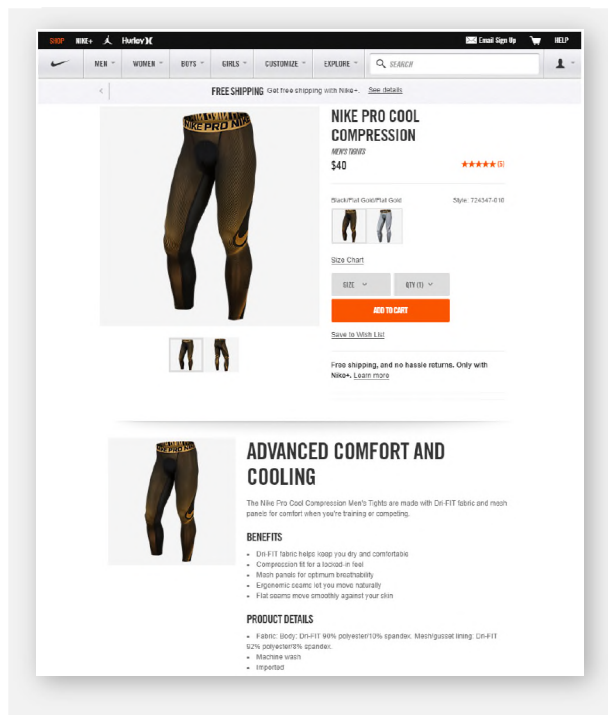 SHOP NIKE+ Hurley Email Sign Up HELP
MEN WOMEN BOYS GIRLS CUSTOMIZE EXPLORE SEARCH
FREE SHIPPING Get free shipping with Nike+. See details
NIKE PRO NI
NIKE PRO COOL
COMPRESSION
MEN'S TIGHTS
$40
(5)
Black/Flat Gold/Flat Gold Style: 724347-010
Size Chart
SIZE QTY (1)
ADD TO CART
Save to Wish List
Free shipping, and no hassle returns. Only with
Nike+. Learn more
ADVANCED COMFORT AND
COOLING
The Nike Pro Cool Compression Men's Tights are made with Dri-FIT fabric and mesh
panels for comfort when you're training or competing.
BENEFITS
• Dri-FIT fabric helps keep you dry and comfortable
• Compression fit for a locked-in feel
• Mesh panels for optimum breathability
• Ergonomic seams let you move naturally
• Flat seams move smoothly against your skin
PRODUCT DETAILS
• Fabric: Body: Dri-FIT 90% polyester/10% spandex. Mesh/gusset lining: Dri-FIT
92% polyester/8% spandex.
• Machine wash
• Imported